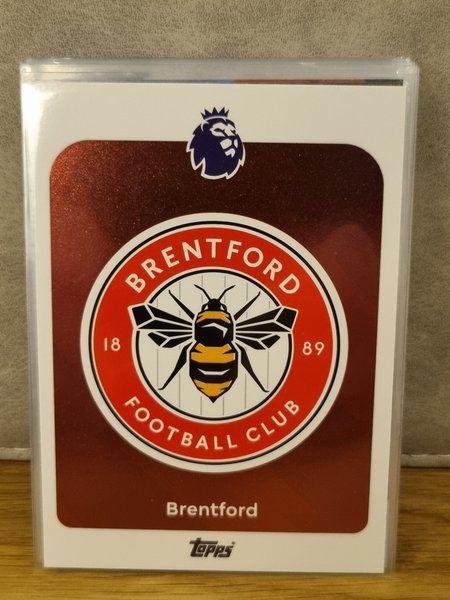 BRENTFORD
18 89
FOOTBALL CLUB
Brentford
topps